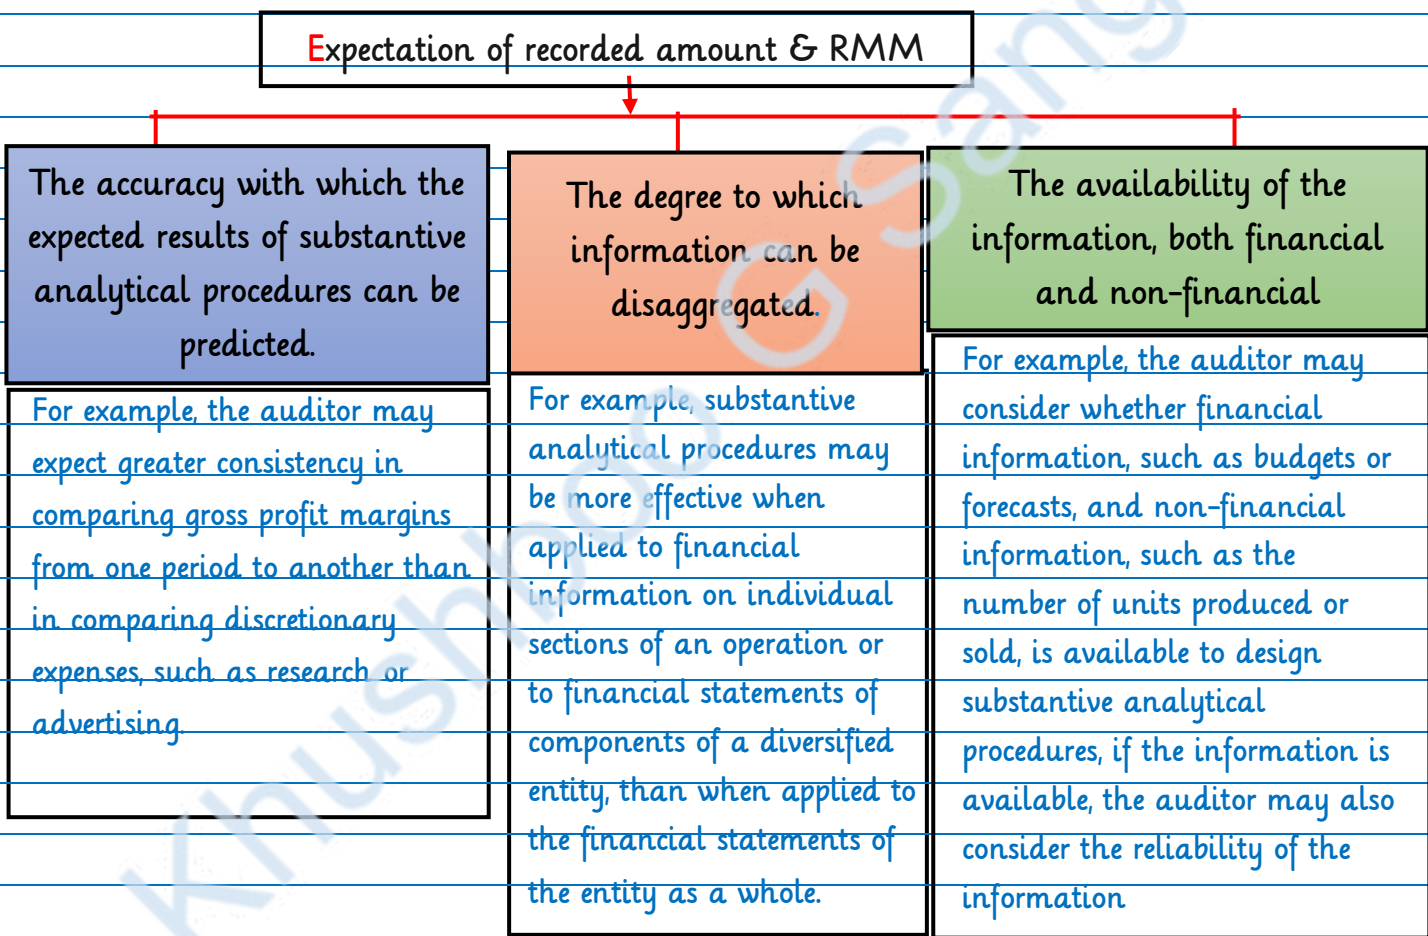 Expectation of recorded amount & RMM
The accuracy with which the
expected results of substantive
analytical procedures can be
predicted.
For example, the auditor may
expect greater consistency in
comparing gross profit margins
from one period to another than
in comparing discretionary
expenses, such as research or
advertising.
The degree to which
information can be
disaggregated.
For example, substantive
analytical procedures may
be more effective when
applied to financial
information on individual
sections of an operation or
to financial statements of
components of a diversified
entity, than when applied to
the financial statements of
the entity as a whole.
The availability of the
information, both financial
and non-financial
For example, the auditor may
consider whether financial
information, such as budgets or
forecasts, and non-financial
information, such as the
number of units produced or
sold, is available to design
substantive analytical
procedures, if the information is
available, the auditor may also
consider the reliability of the
information
Khushboo G Sang